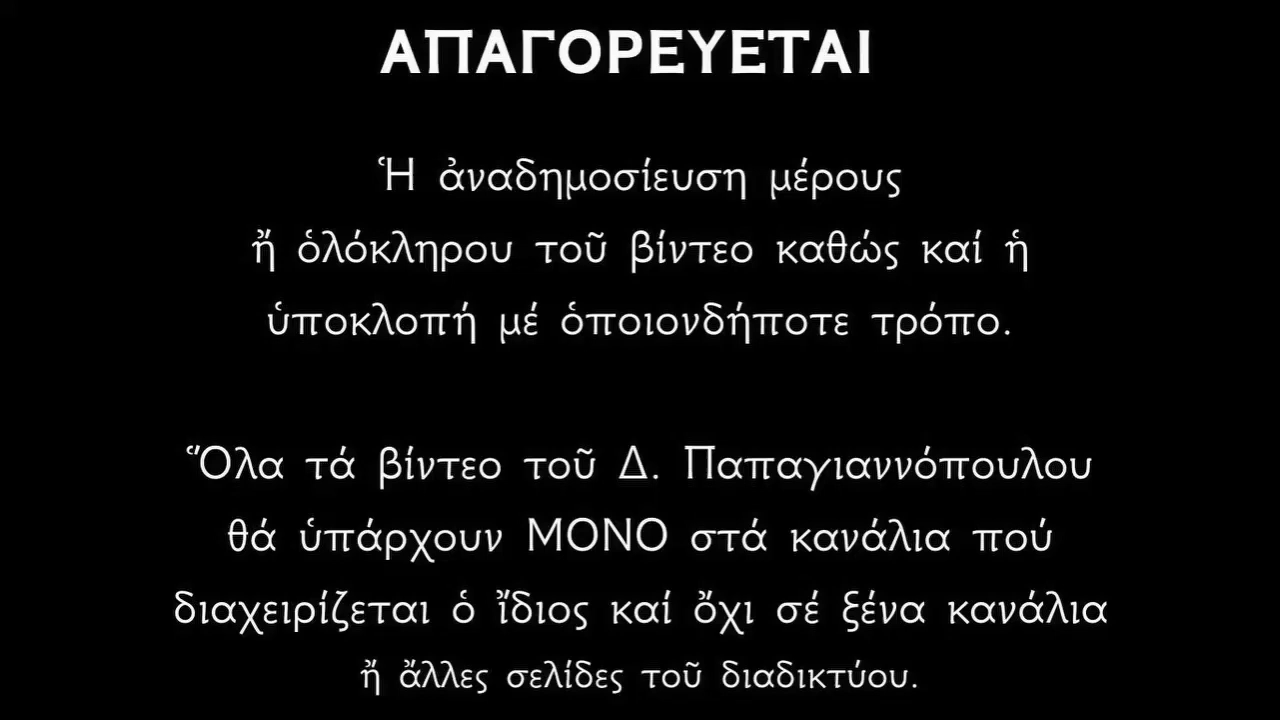 ΑΠΑΓΟΡΕΥΕΤΑΙ
Ἡ ἀναδημοσίευση μέρους
ἤ ὁλόκληρου τοῦ βίντεο καθώς καί ἡ
ὑποκλοπή μέ ὁποιονδήποτε τρόπο.
Ὅλα τά βίντεο τοῦ Δ. Παπαγιαννόπουλου
θά ὑπάρχουν ΜΟΝΟ στά κανάλια πού
διαχειρίζεται ὁ ἴδιος καί ὄχι σέ ξένα κανάλια
ἤ ἄλλες σελίδες τοῦ διαδικτύου.